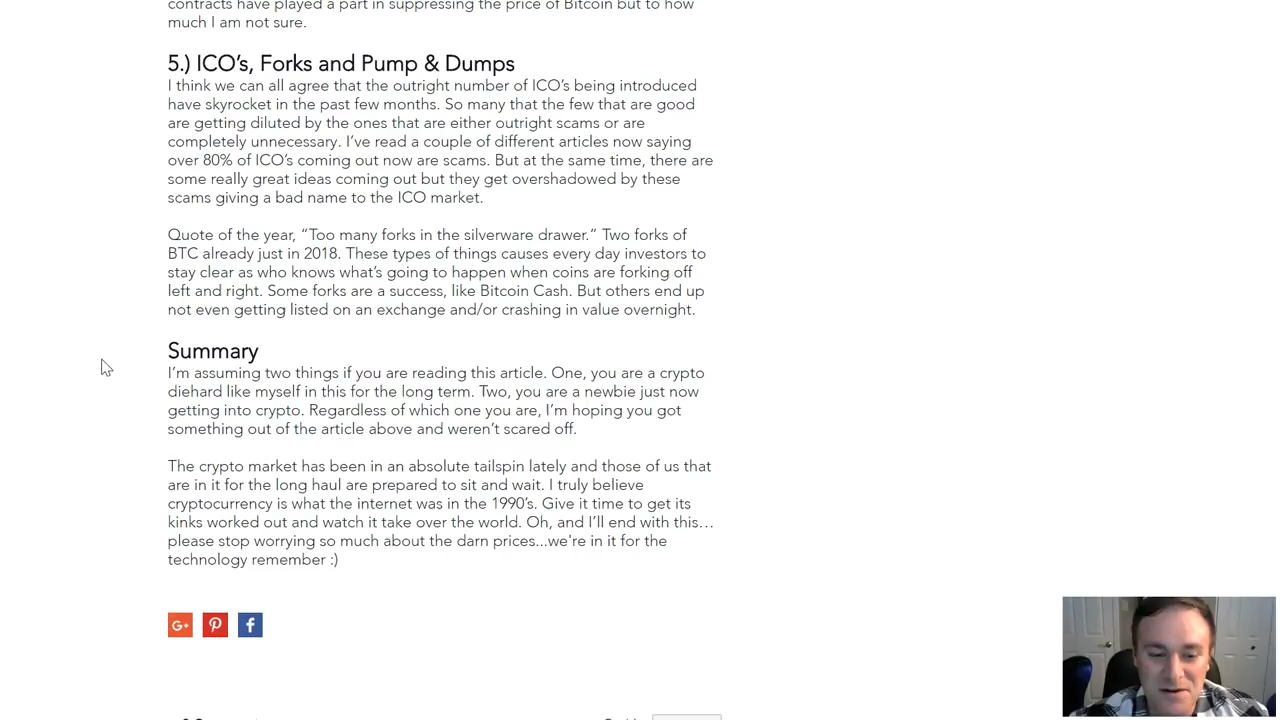 contracts have played a part in suppressing the price of Bitcoin but to how
much I am not sure.
5.) ICO's, Forks and Pump & Dumps
I think we can all agree that the outright number of ICO's being introduced
have skyrocket in the past few months. So many that the few that are good
are getting diluted by the ones that are either outright scams or are
completely unnecessary. I've read a couple of different articles now saying
over 80% of ICO's coming out now are scams. But at the same time, there are
some really great ideas coming out but they get overshadowed by these
scams giving a bad name to the ICO market.
Quote of the year, “Too many forks in the silverware drawer.” Two forks of
BTC already just in 2018. These types of things causes every day investors to
stay clear as who knows what's going to happen when coins are forking off
left and right. Some forks are a success, like Bitcoin Cash. But others end up
not even getting listed on an exchange and/or crashing in value overnight.
Summary
I'm assuming two things if you are reading this article. One, you are a crypto
diehard like myself in this for the long term. Two, you are a newbie just now
getting into crypto. Regardless of which one you are, I'm hoping you got
something out of the article above and weren't scared off.
The crypto market has been in an absolute tailspin lately and those of us that
are in it for the long haul are prepared to sit and wait. I truly believe
cryptocurrency is what the internet was in the 1990's. Give it time to get its
kinks worked out and watch it take over the world. Oh, and I'll end with this…
please stop worrying so much about the darn prices...we're in it for the
technology remember :)
G+ f